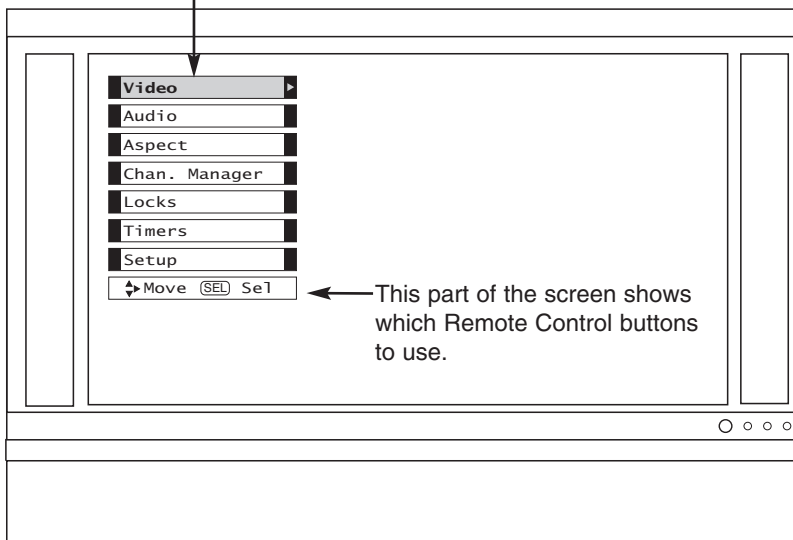 Video
Audio
Aspect
Chan. Manager
Locks
Timers
Setup
Move SEL Sel
This part of the screen shows
which Remote Control buttons
to use.